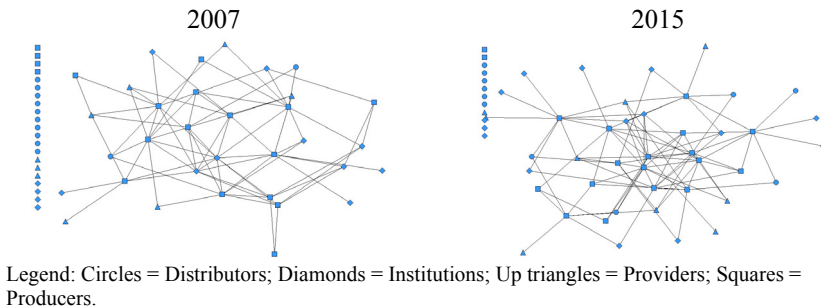 2007
2015
Legend: Circles = Distributors; Diamonds = Institutions; Up triangles = Providers; Squares =
Producers.